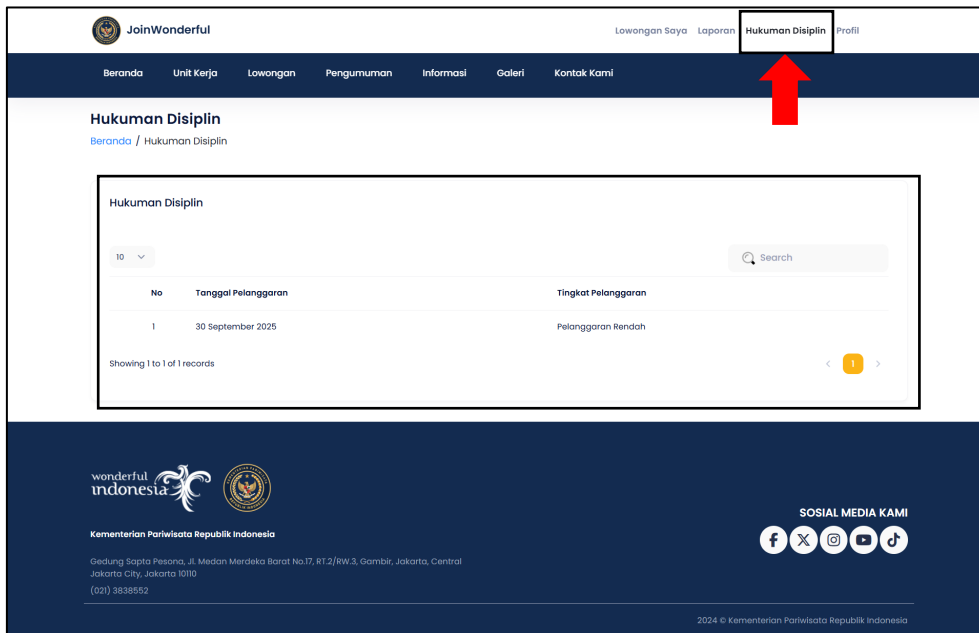 JoinWonderful
Lowongan Saya Laporan Hukuman Disiplin Profil
Beranda Unit Kerja Lowongan Pengumuman Informasi Galeri Kontak Kami
Hukuman Disiplin
Beranda / Hukuman Disiplin
Hukuman Disiplin
10
Search
No Tanggal Pelanggaran Tingkat Pelanggaran
1 30 September 2025 Pelanggaran Rendah
Showing 1 to 1 of 1 records
< 1 >
wonderful
indonesia
Kementerian Pariwisata Republik Indonesia
Gedung Sapta Pesona, Jl. Medan Merdeka Barat No.17, RT.2/RW.3, Gambir, Jakarta, Central
Jakarta City, Jakarta 10110
(021) 3838552
SOSIAL MEDIA KAMI
2024 © Kementerian Pariwisata Republik Indonesia